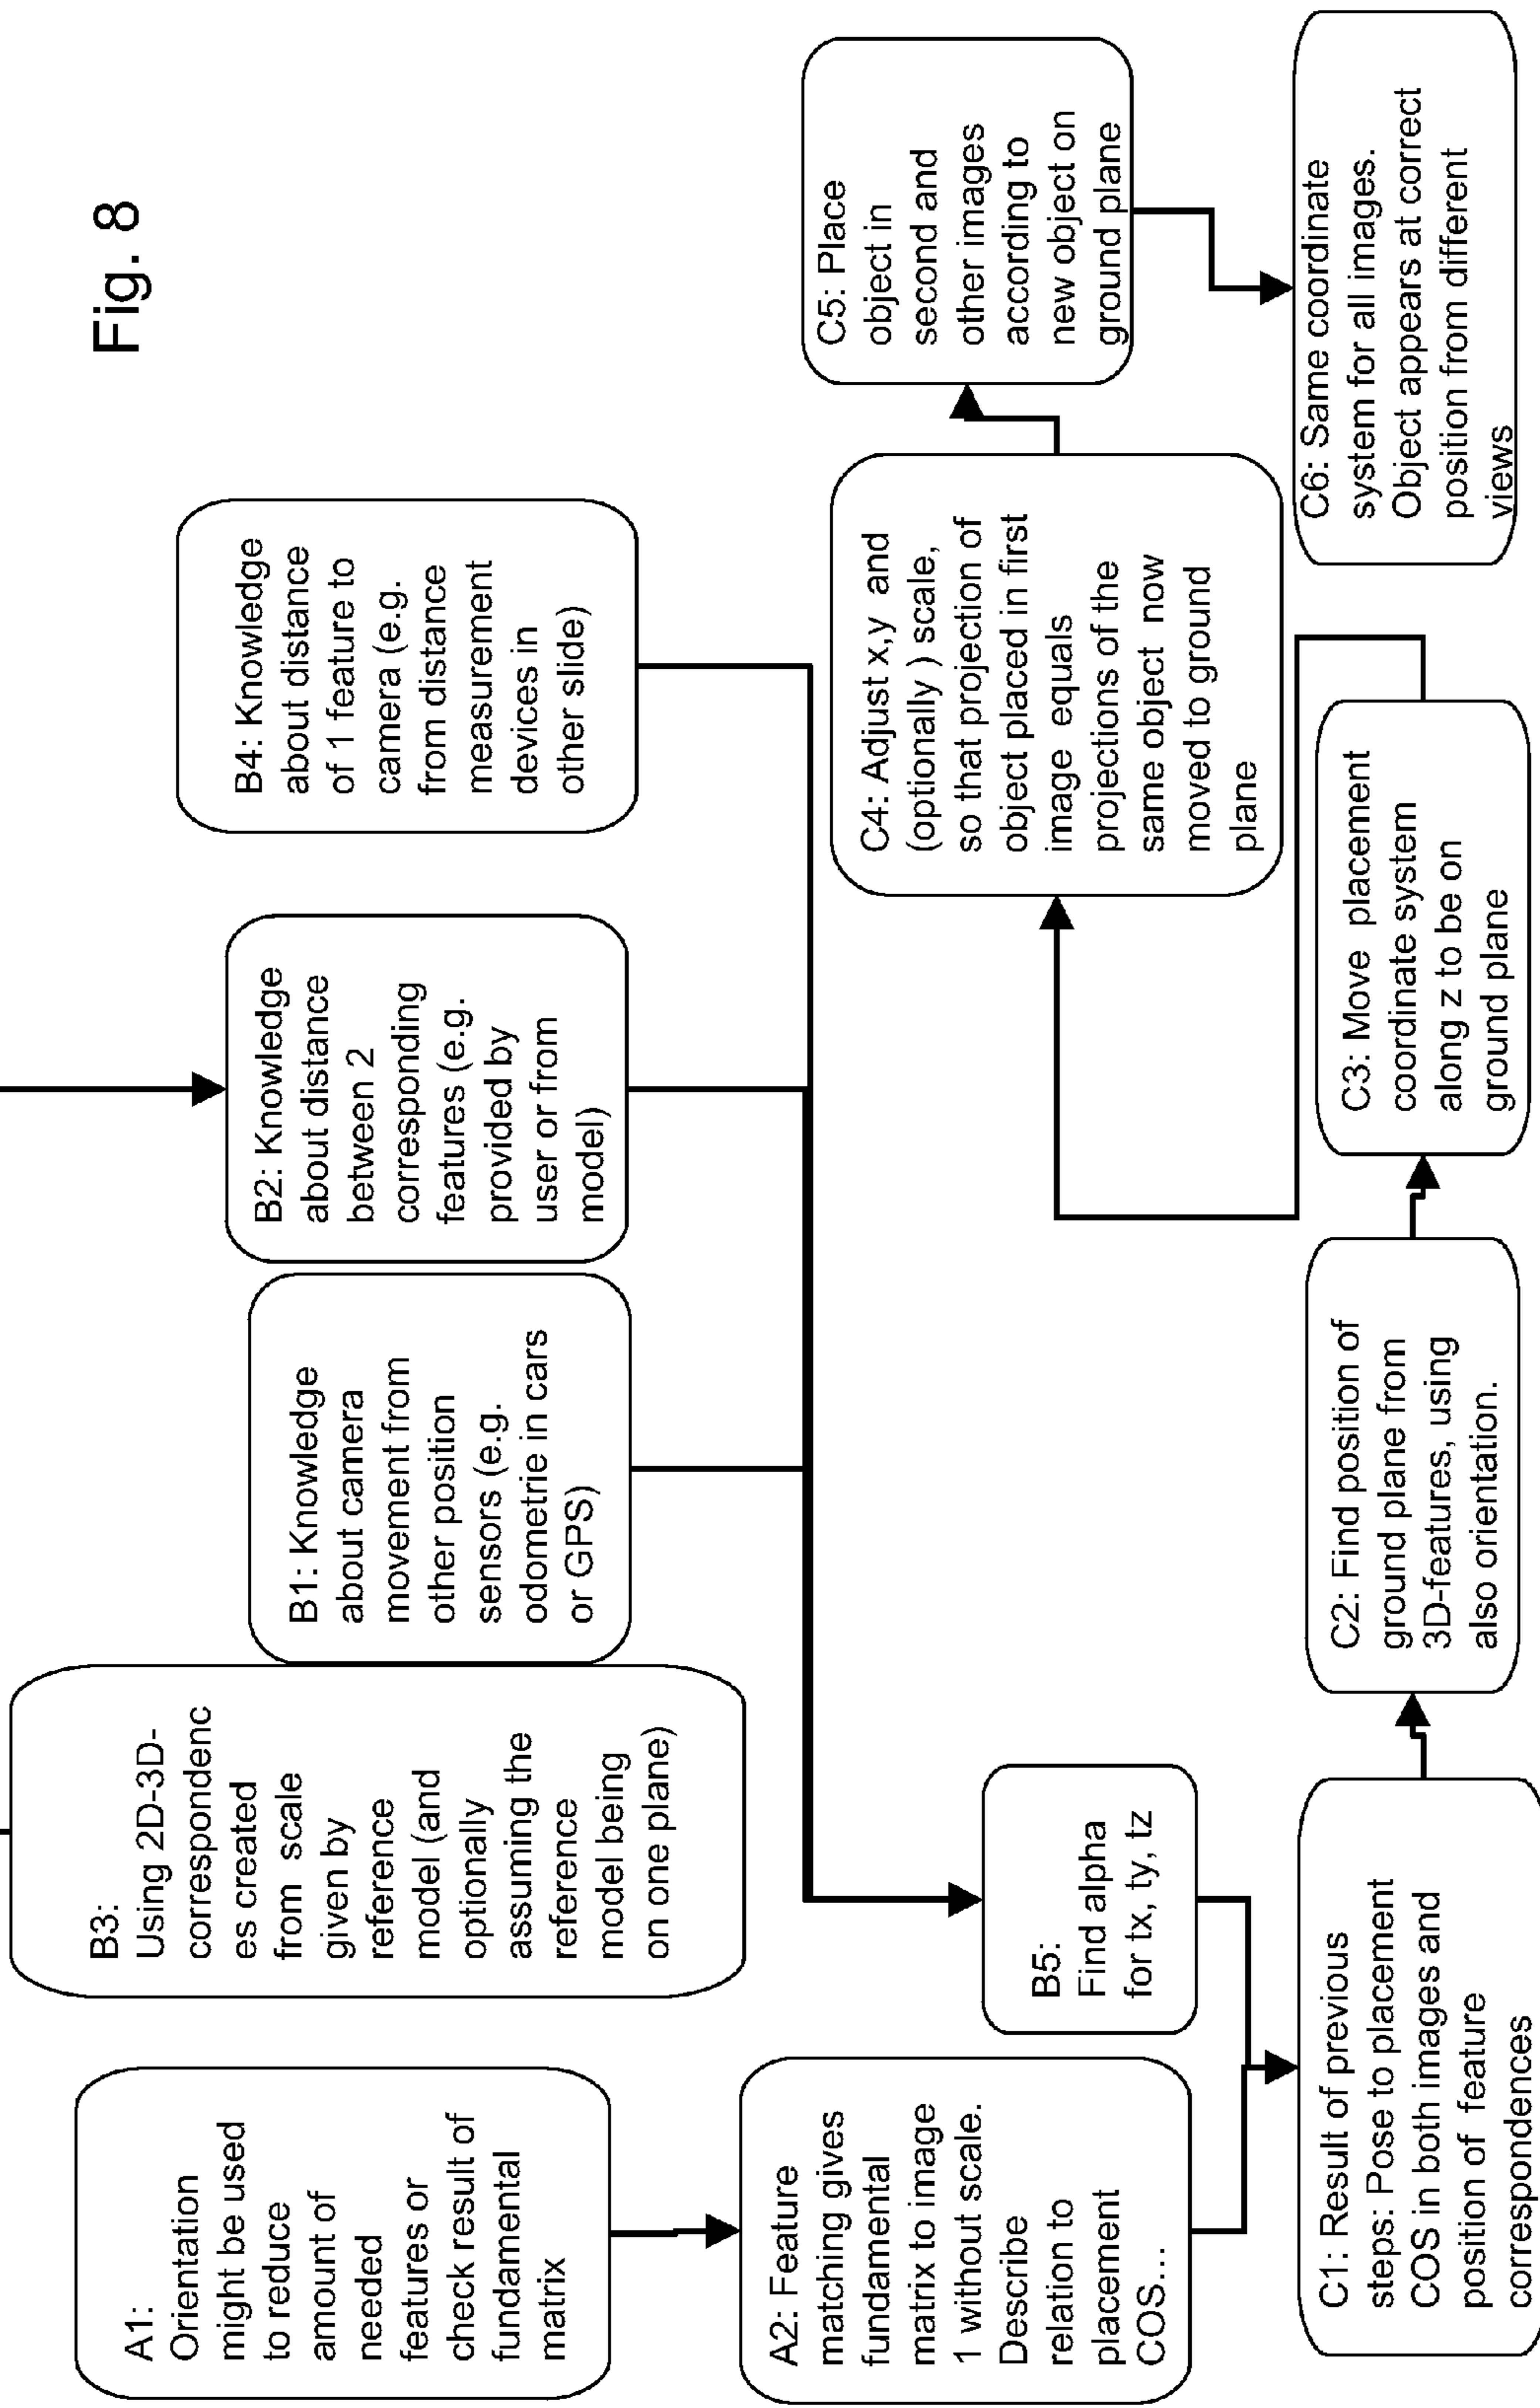 Fig. 8
A1:
Orientation
might be used
to reduce
amount of
needed
features or
check result of
fundamental
matrix
B3:
Using 2D-3D-
correspondenc
es created
from scale
given by
reference
model (and
optionally
assuming the
reference
model being
on one plane)
B1: Knowledge
about camera
movement from
other position
sensors (e.g.
odometrie in cars
or GPS)
B2: Knowledge
about distance
between 2
corresponding
features (e.g.
provided by
user or from
model)
B4: Knowledge
about distance
of 1 feature to
camera (e.g.
from distance
measurement
devices in
other slide)
A2: Feature
matching gives
fundamental
matrix to image
1 without scale.
Describe
relation to
placement
COS...
B5:
Find alpha
for tx, ty, tz
C1: Result of previous
steps: Pose to placement
COS in both images and
position of feature
correspondences
C2: Find position of
ground plane from
3D-features, using
also orientation.
C3: Move placement
coordinate system
along z to be on
ground plane
C4: Adjust x,y and
(optionally ) scale,
so that projection of
object placed in first
image equals
projections of the
same object now
moved to ground
plane
C5: Place
object in
second and
other images
according to
new object on
ground plane
C6: Same coordinate
system for all images.
Object appears at correct
position from different
views